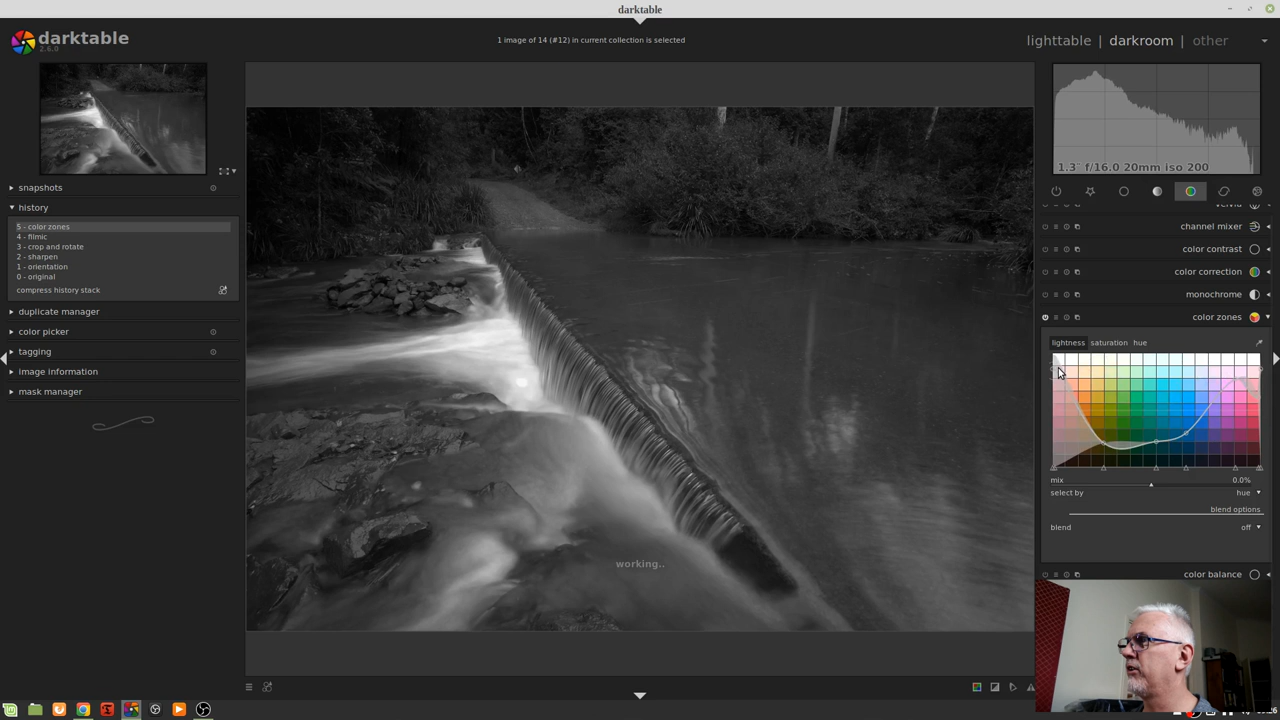 darktable
darktable
2.6.0
1 image of 14 (#12) in current collection is selected
lighttable | darkroom | other
1.3" f/16.0 20mm iso 200
snapshots
history
5 - color zones
4 - filmic
3 - crop and rotate
2 - sharpen
1 - orientation
0 - original
compress history stack
duplicate manager
color picker
tagging
image information
mask manager
velvia
channel mixer
color contrast
color correction
monochrome
color zones
lightness saturation hue
mix 0.0%
select by hue
blend options
blend off
color balance
working..